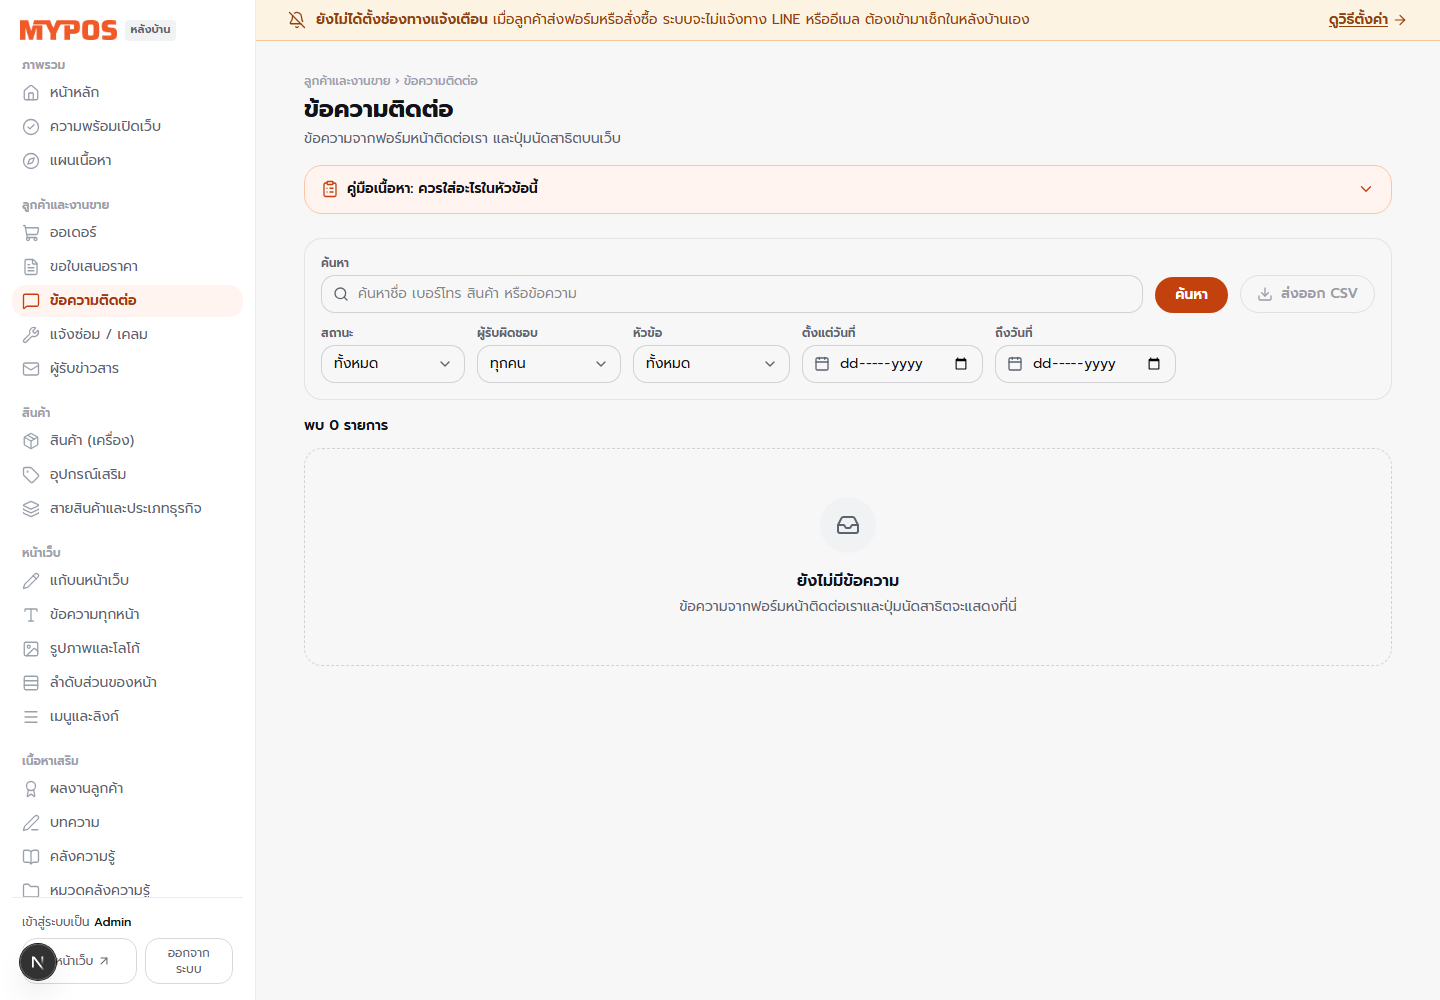 MYPOS หลังบ้าน
ภาพรวม
หน้าหลัก
ความพร้อมเปิดเว็บ
แผนเนื้อหา
ลูกค้าและงานขาย
ออเดอร์
ขอใบเสนอราคา
ข้อความติดต่อ
แจ้งซ่อม / เคลม
ผู้รับข่าวสาร
สินค้า
สินค้า (เครื่อง)
อุปกรณ์เสริม
สายสินค้าและประเภทธุรกิจ
หน้าเว็บ
แก้บนหน้าเว็บ
ข้อความทุกหน้า
รูปภาพและโลโก้
ลำดับส่วนของหน้า
เมนูและลิงก์
เนื้อหาเสริม
ผลงานลูกค้า
บทความ
คลังความรู้
หมวดคลังความรู้
เข้าสู่ระบบเป็น Admin
N
หน้าเว็บ
ออกจาก
ระบบ
ยังไม่ได้ตั้งช่องทางแจ้งเตือน เมื่อลูกค้าส่งฟอร์มหรือสั่งซื้อ ระบบจะไม่แจ้งทาง LINE หรืออีเมล ต้องเข้ามาเช็กในหลังบ้านเอง
ดูวิธีตั้งค่า
ลูกค้าและงานขาย › ข้อความติดต่อ
ข้อความติดต่อ
ข้อความจากฟอร์มหน้าติดต่อเรา และปุ่มนัดสาธิตบนเว็บ
คู่มือเนื้อหา: ควรใส่อะไรในหัวข้อนี้
ค้นหา
ค้นหาชื่อ เบอร์โทร สินค้า หรือข้อความ
ค้นหา
ส่งออก CSV
สถานะ
ผู้รับผิดชอบ
หัวข้อ
ตั้งแต่วันที่
ถึงวันที่
ทั้งหมด
ทุกคน
ทั้งหมด
dd-----yyyy
dd-----yyyy
พบ 0 รายการ
ยังไม่มีข้อความ
ข้อความจากฟอร์มหน้าติดต่อเราและปุ่มนัดสาธิตจะแสดงที่นี่